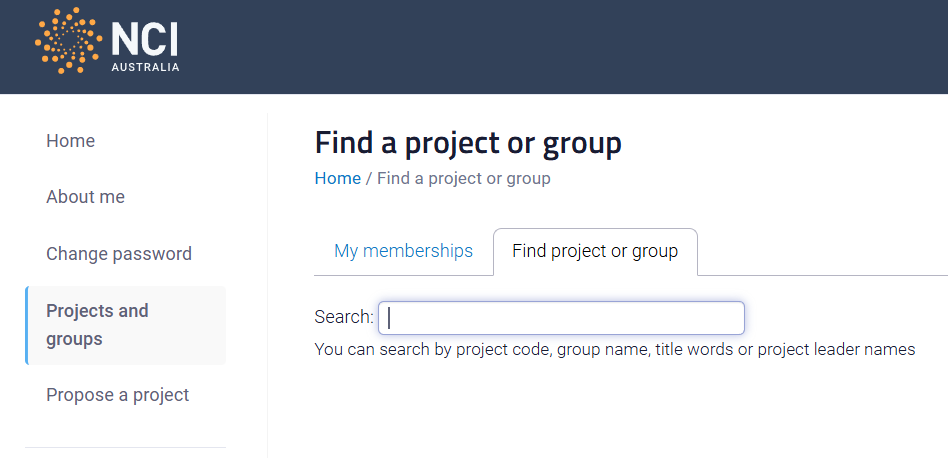 NCI
AUSTRALIA
Home
About me
Change password
Projects and
groups
Propose a project
Find a project or group
Home / Find a project or group
My memberships
Find project or group
Search:
You can search by project code, group name, title words or project leader names